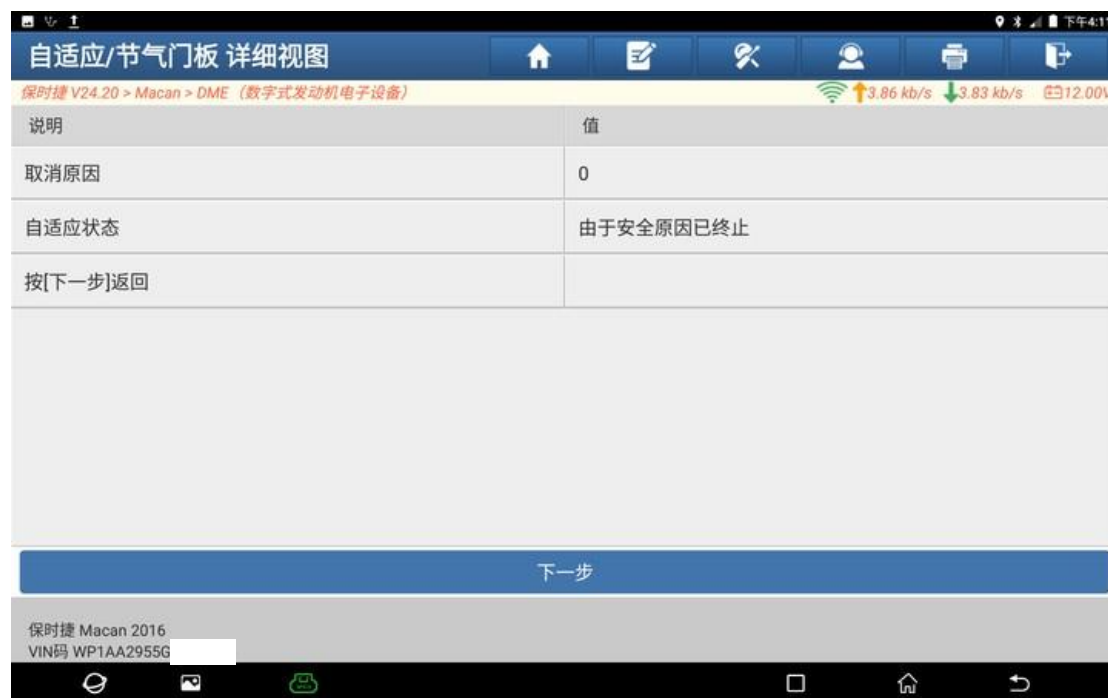 下午4:11
自适应/节气门板 详细视图
保时捷 V24.20 > Macan > DME（数字式发动机电子设备） 3.86 kb/s 3.83 kb/s 12.00V
说明 值
取消原因 0
自适应状态 由于安全原因已终止
按[下一步]返回
下一步
保时捷 Macan 2016
VIN码 WP1AA2955G